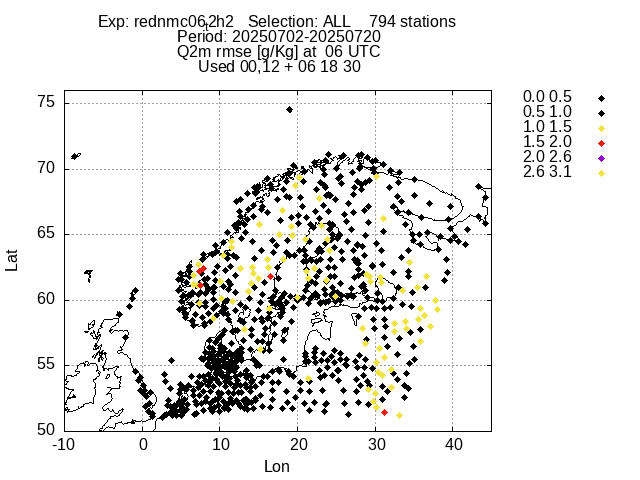 Exp: rednmc06j2h2 Selection: ALL 794 stations
Period: 20250702-20250720
Q2m rmse [g/Kg] at 06 UTC
Used 00,12 + 06 18 30
0.0 0.5
0.5 1.0
1.0 1.5
1.5 2.0
2.0 2.6
2.6 3.1
75
70
65
60
55
50
Lat
-10 0 10 20 30 40
Lon